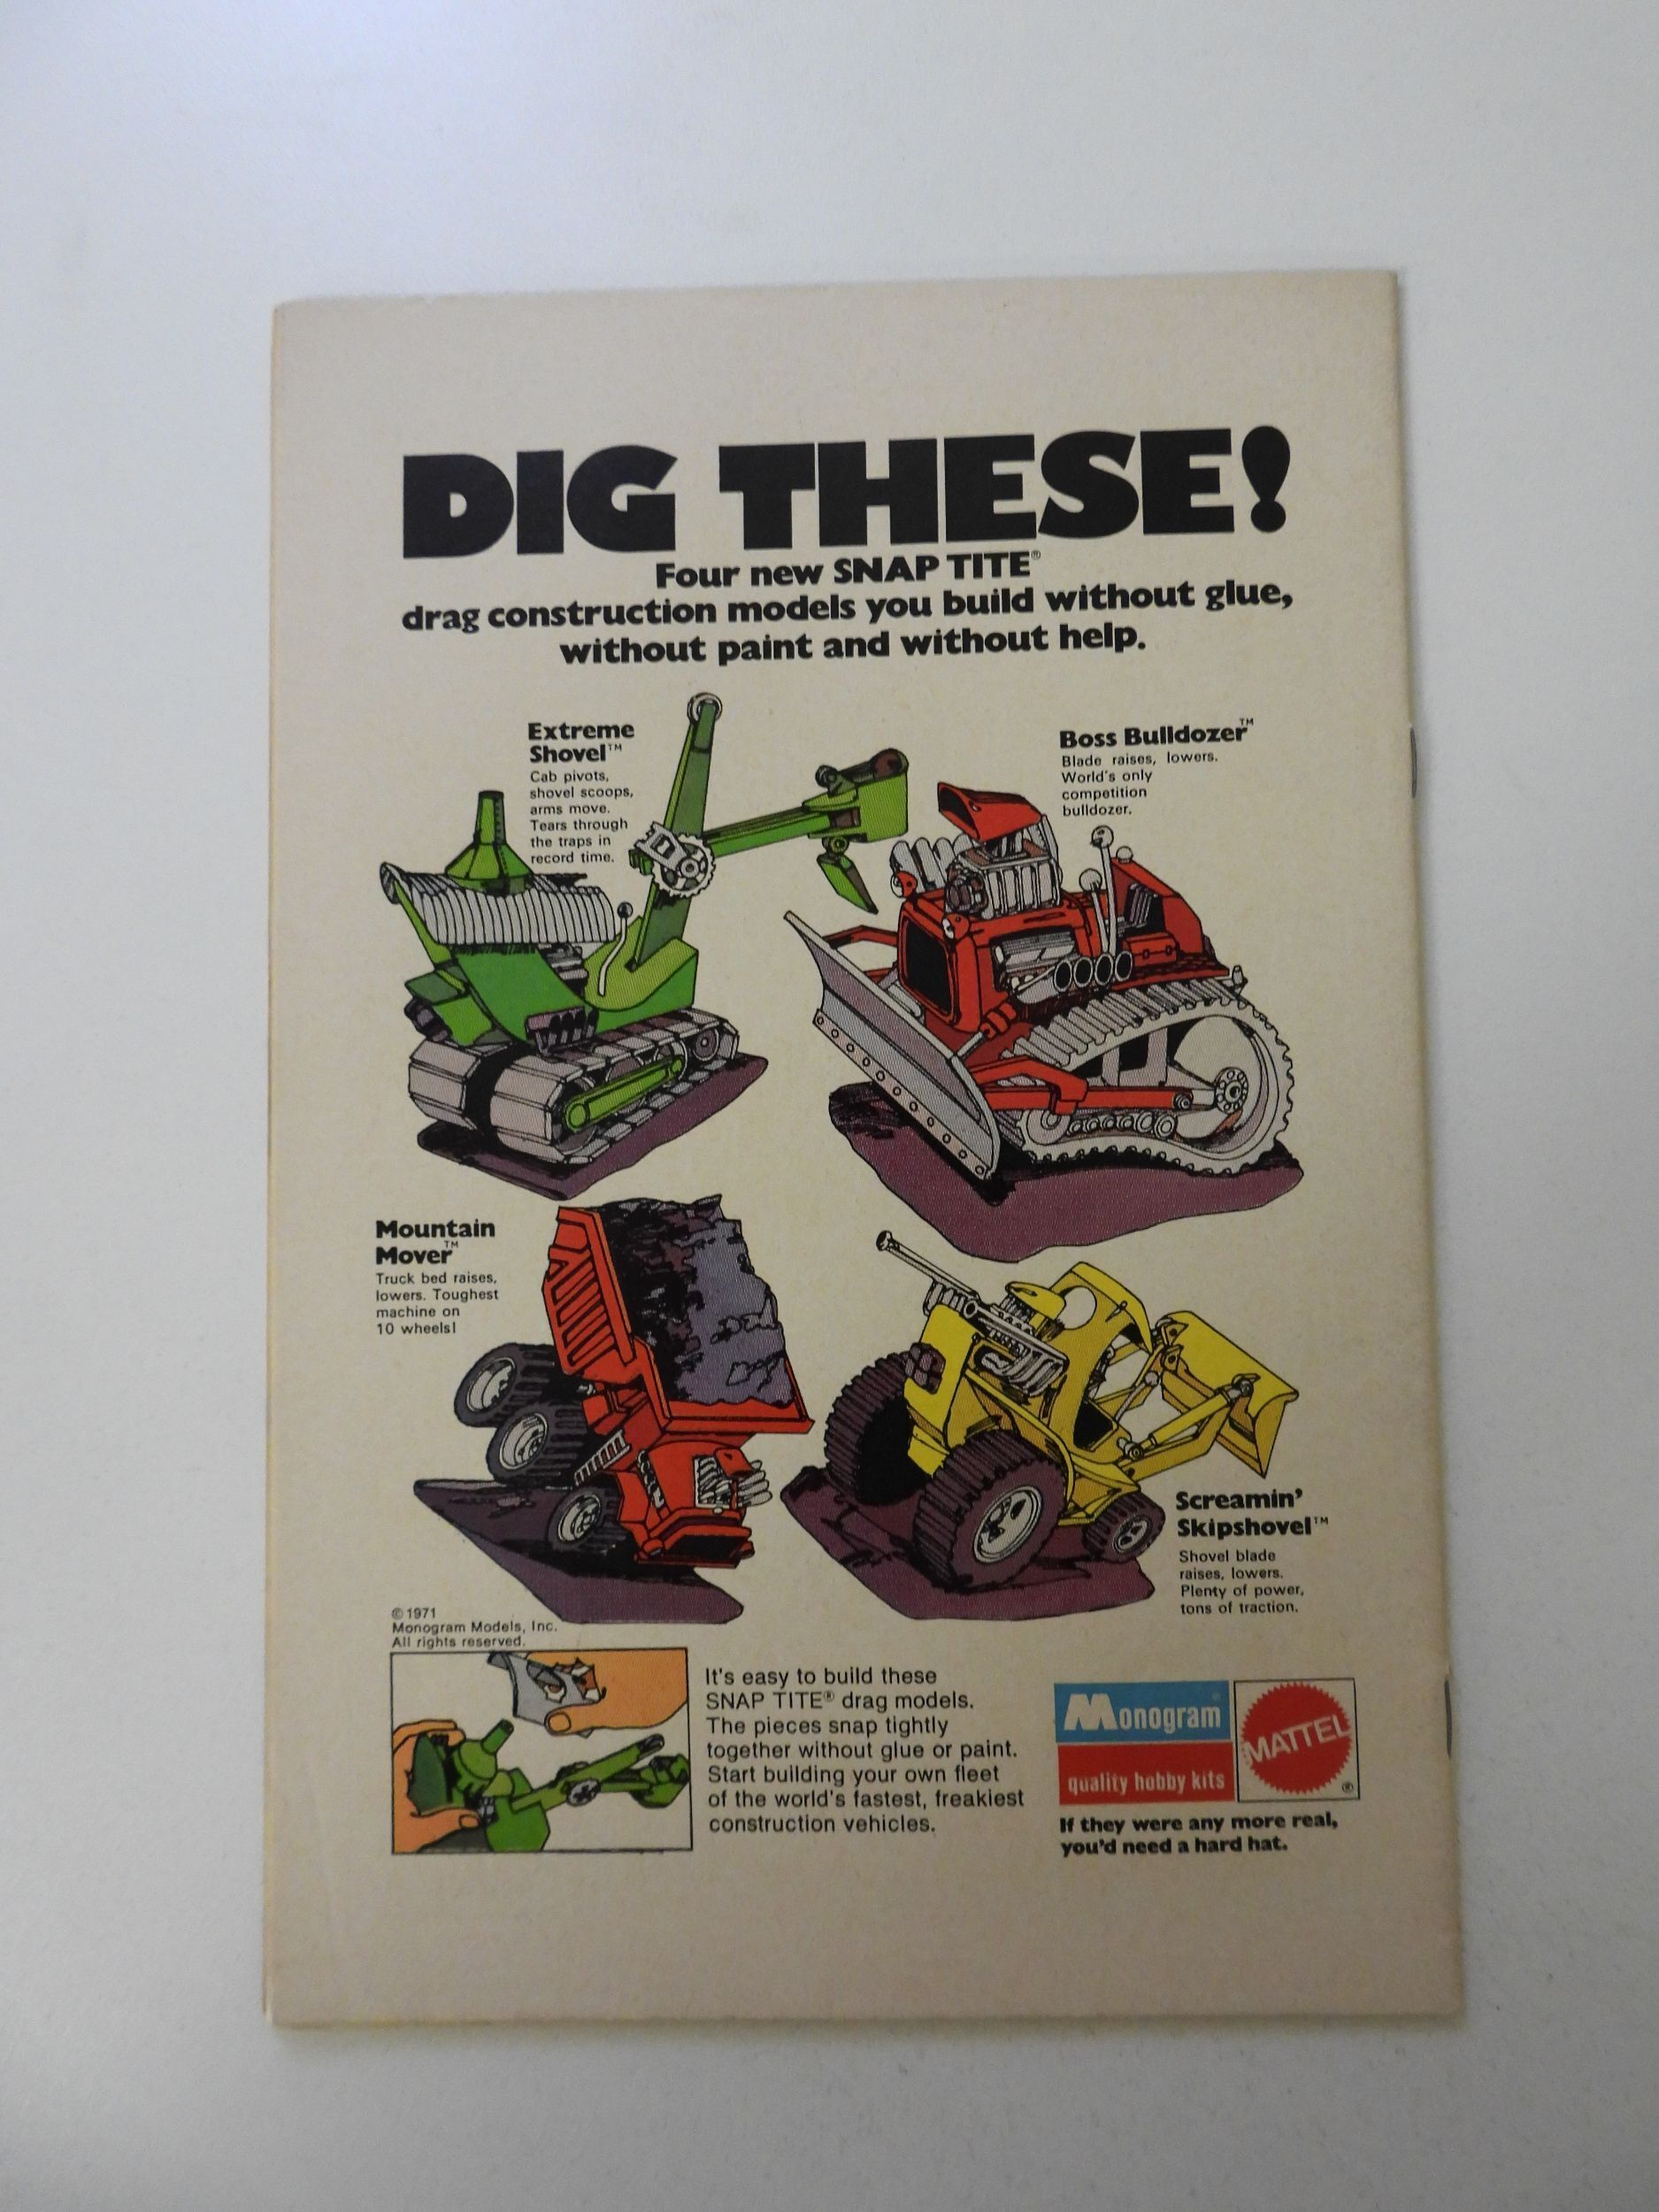 DIG THESE!
Four new SNAP TITE®
drag construction models you build without glue,
without paint and without help.
Extreme
Shovel™
Cab pivots,
shovel scoops,
arms move.
Tears through
the traps in
record time.
Boss Bulldozer™
Blade raises, lowers.
World's only
competition
bulldozer.
Mountain
Mover™
Truck bed raises,
lowers. Toughest
machine on
10 wheels!
Screamin'
Skipshovel™
Shovel blade
raises, lowers.
Plenty of power,
tons of traction.
© 1971
Monogram Models, Inc.
All rights reserved.
It's easy to build these
SNAP TITE® drag models.
The pieces snap tightly
together without glue or paint.
Start building your own fleet
of the world's fastest, freakiest
construction vehicles.
Monogram®
quality hobby kits
MATTEL
®
If they were any more real,
you'd need a hard hat.